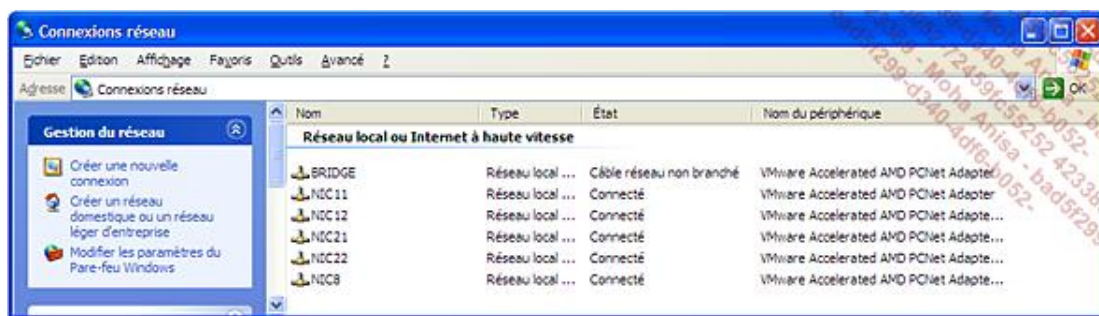 Connexions réseau
Fichier Edition Affichage Favoris Outils Avancé ?
Adresse Connexions réseau OK
Nom Type État Nom du périphérique
Gestion du réseau
Réseau local ou Internet à haute vitesse
Créer une nouvelle
connexion
Créer un réseau
domestique ou un réseau
léger d'entreprise
Modifier les paramètres du
Pare-feu Windows
BRIDGE Réseau local ... Câble réseau non branché VMware Accelerated AMD PCNet Adapter
NIC11 Réseau local ... Connecté VMware Accelerated AMD PCNet Adapter
NIC12 Réseau local ... Connecté VMware Accelerated AMD PCNet Adapte...
NIC21 Réseau local ... Connecté VMware Accelerated AMD PCNet Adapte...
NIC22 Réseau local ... Connecté VMware Accelerated AMD PCNet Adapte...
NIC8 Réseau local ... Connecté VMware Accelerated AMD PCNet Adapte...
Moha Anisa